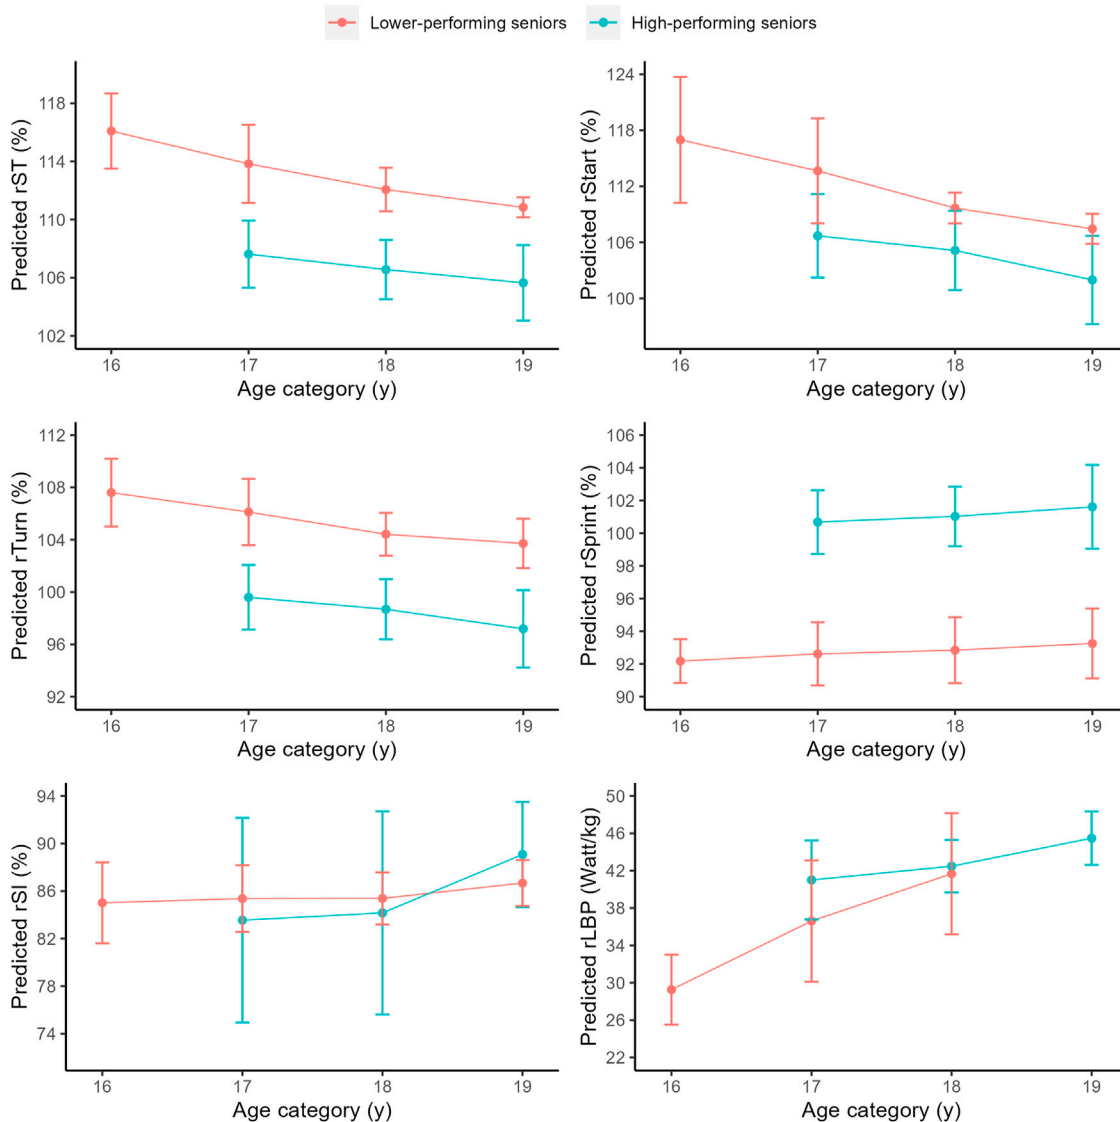 Lower-performing seniors High-performing seniors
Predicted rST (%)
118
114
110
106
102
16 17 18 19
Age category (y)
Predicted rStart (%)
124
118
112
106
100
16 17 18 19
Age category (y)
Predicted rTurn (%)
112
108
104
100
96
92
16 17 18 19
Age category (y)
Predicted rSprint (%)
106
104
102
100
98
96
94
92
90
16 17 18 19
Age category (y)
Predicted rSI (%)
94
90
86
82
78
74
16 17 18 19
Age category (y)
Predicted rLBP (Watt/kg)
50
46
42
38
34
30
26
22
16 17 18 19
Age category (y)